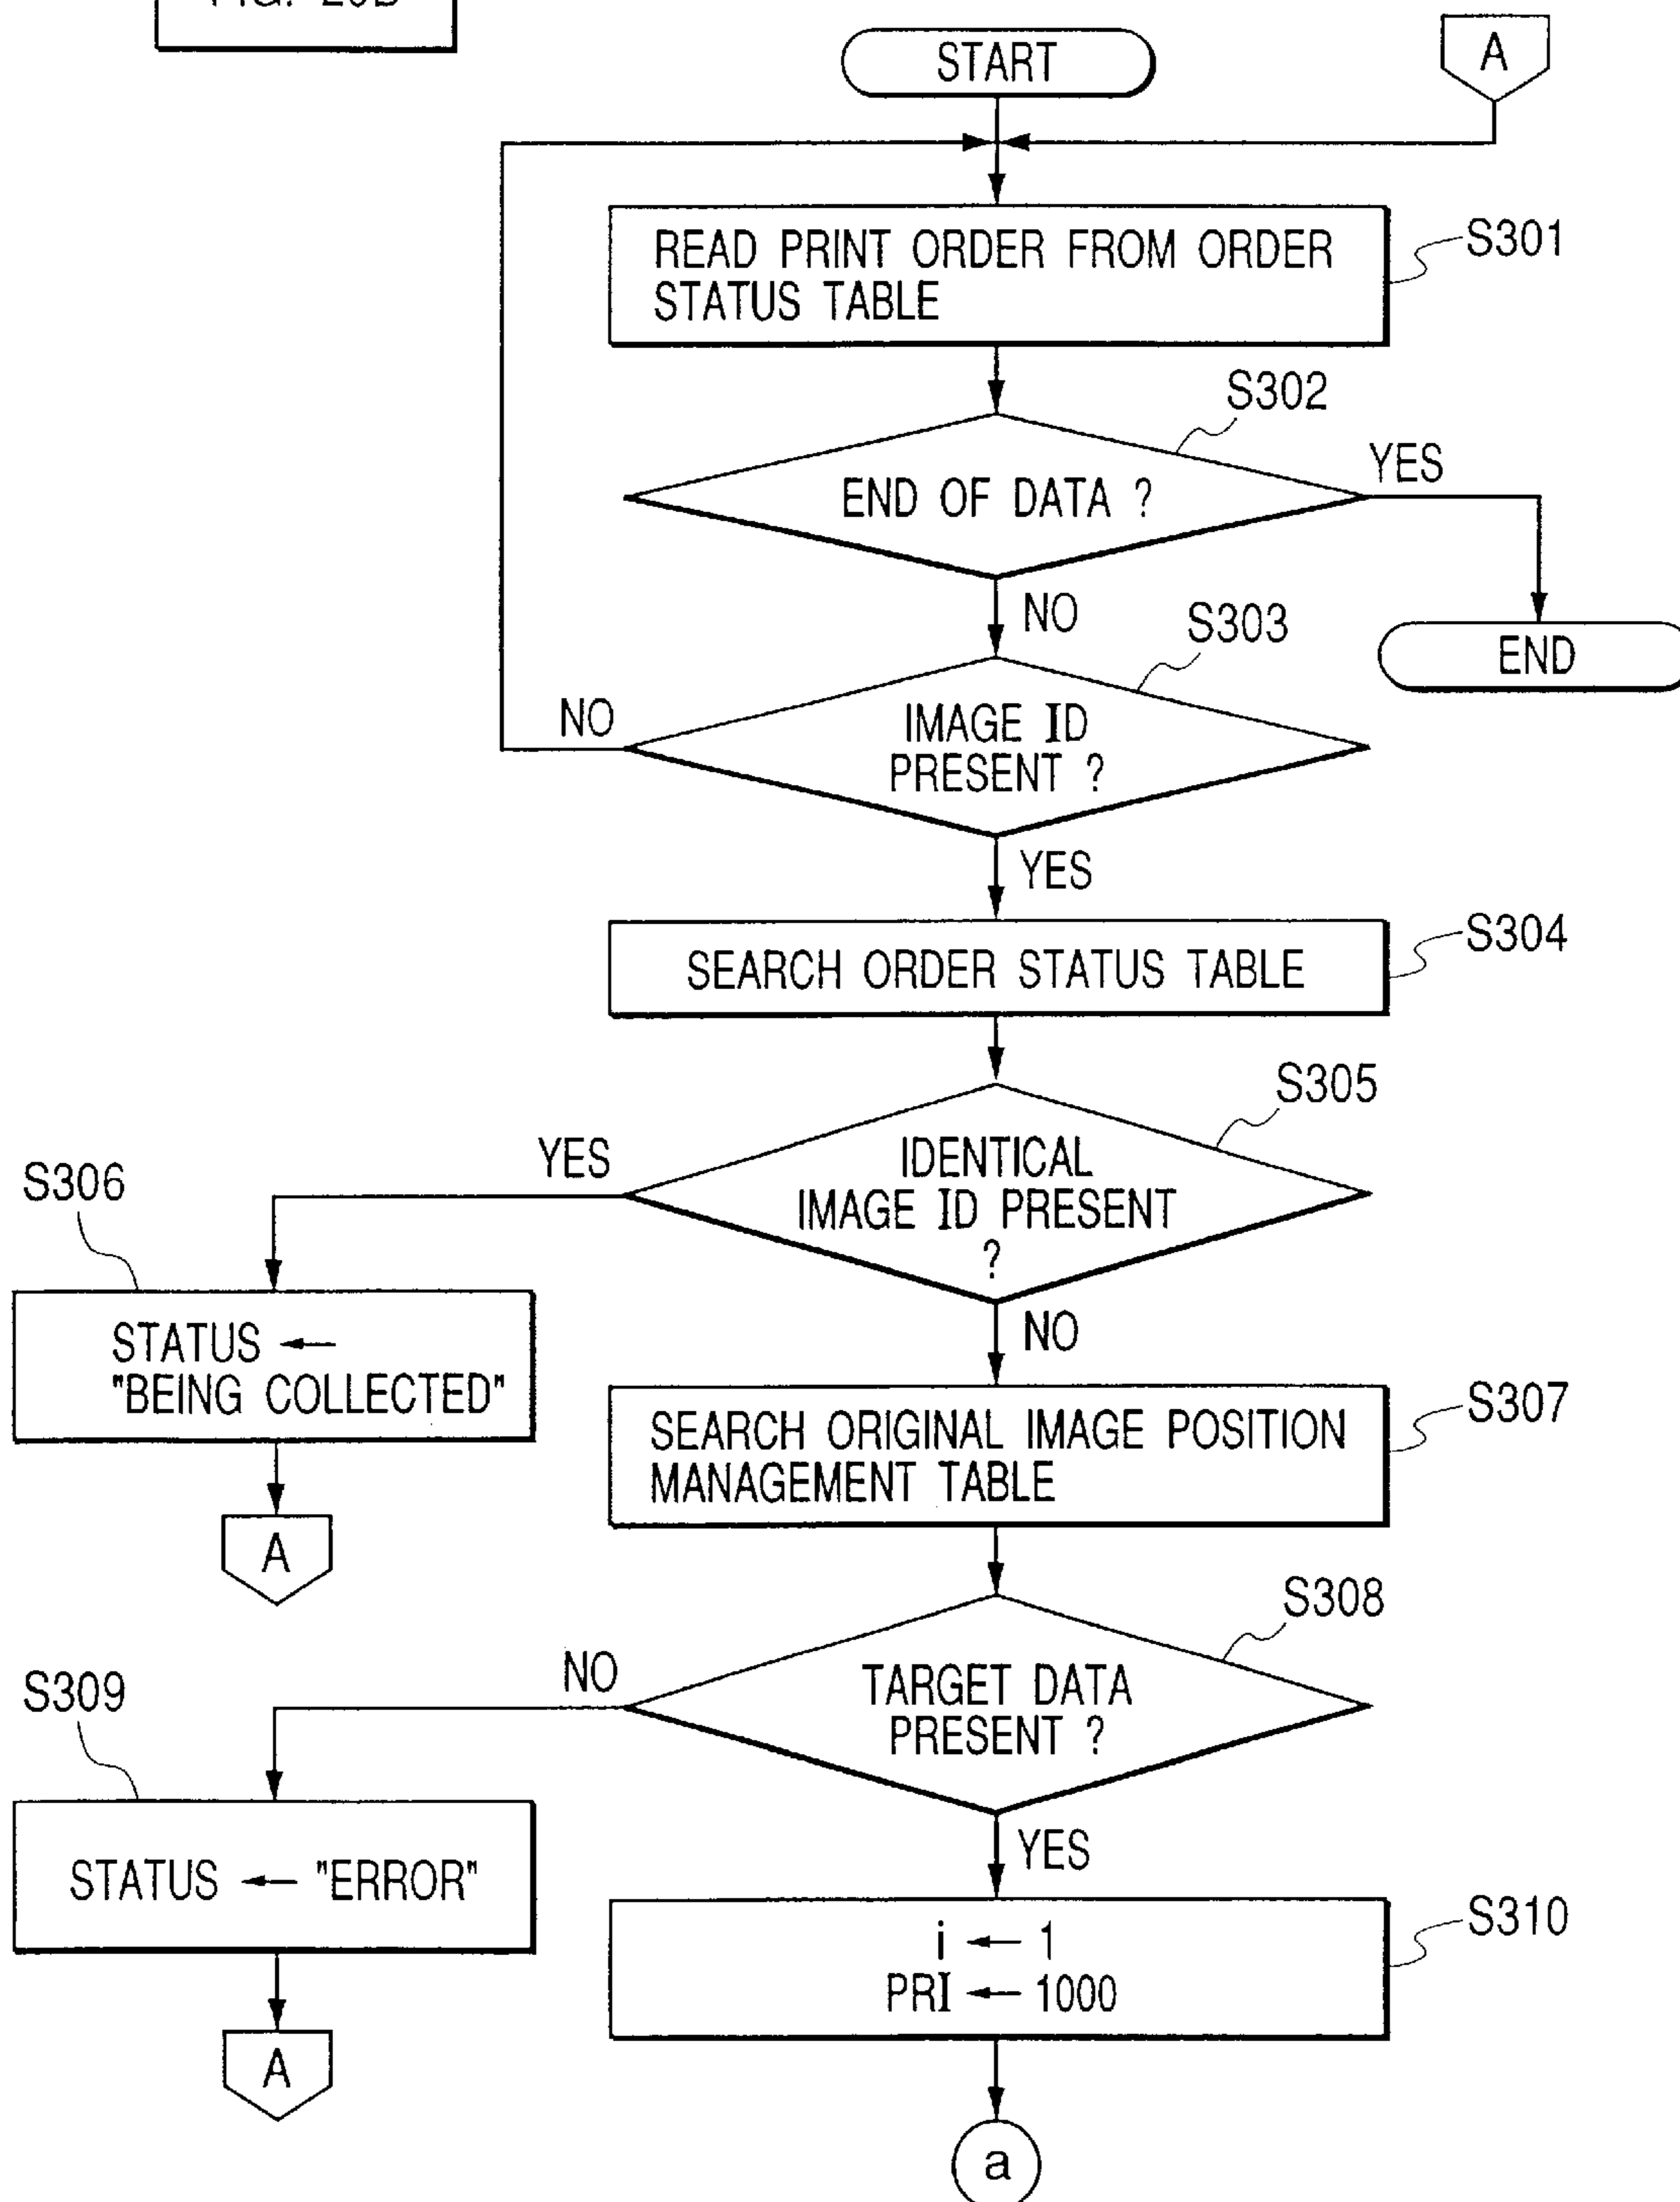 START
A
READ PRINT ORDER FROM ORDER
STATUS TABLE
S301
S302
END OF DATA ?
YES
NO
END
S303
IMAGE ID
PRESENT ?
NO
YES
SEARCH ORDER STATUS TABLE
S304
S305
IDENTICAL
IMAGE ID PRESENT
?
YES
NO
S306
STATUS ←
"BEING COLLECTED"
A
SEARCH ORIGINAL IMAGE POSITION
MANAGEMENT TABLE
S307
S308
TARGET DATA
PRESENT ?
NO
YES
S309
STATUS ← "ERROR"
A
i ← 1
PRI ← 1000
S310
a